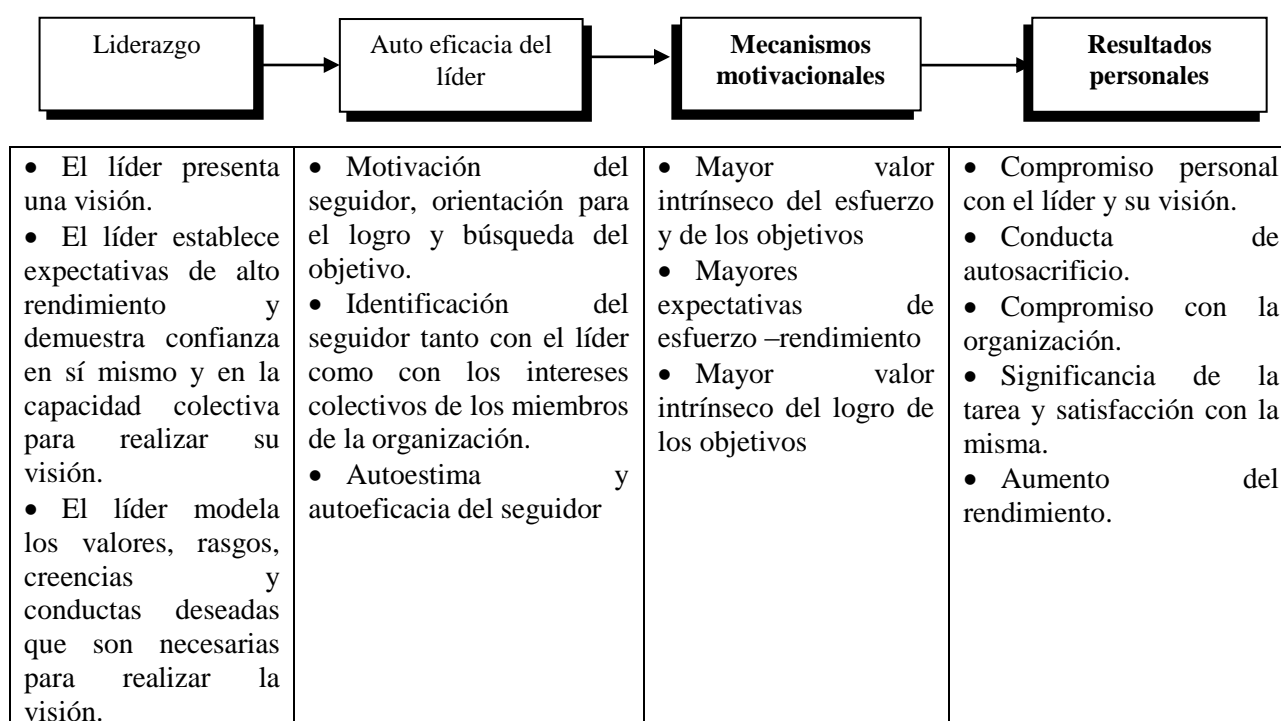 Liderazgo
Auto eficacia del
líder
Mecanismos
motivacionales
Resultados
personales
• El líder presenta
una visión.
• El líder establece
expectativas de alto
rendimiento y
demuestra confianza
en sí mismo y en la
capacidad colectiva
para realizar su
visión.
• El líder modela
los valores, rasgos,
creencias y
conductas deseadas
que son necesarias
para realizar la
visión.
• Motivación del
seguidor, orientación para
el logro y búsqueda del
objetivo.
• Identificación del
seguidor tanto con el líder
como con los intereses
colectivos de los miembros
de la organización.
• Autoestima y
autoeficacia del seguidor
• Mayor valor
intrínseco del esfuerzo
y de los objetivos
• Mayores
expectativas de
esfuerzo –rendimiento
• Mayor valor
intrínseco del logro de
los objetivos
• Compromiso personal
con el líder y su visión.
• Conducta de
autosacrificio.
• Compromiso con la
organización.
• Significancia de la
tarea y satisfacción con la
misma.
• Aumento del
rendimiento.